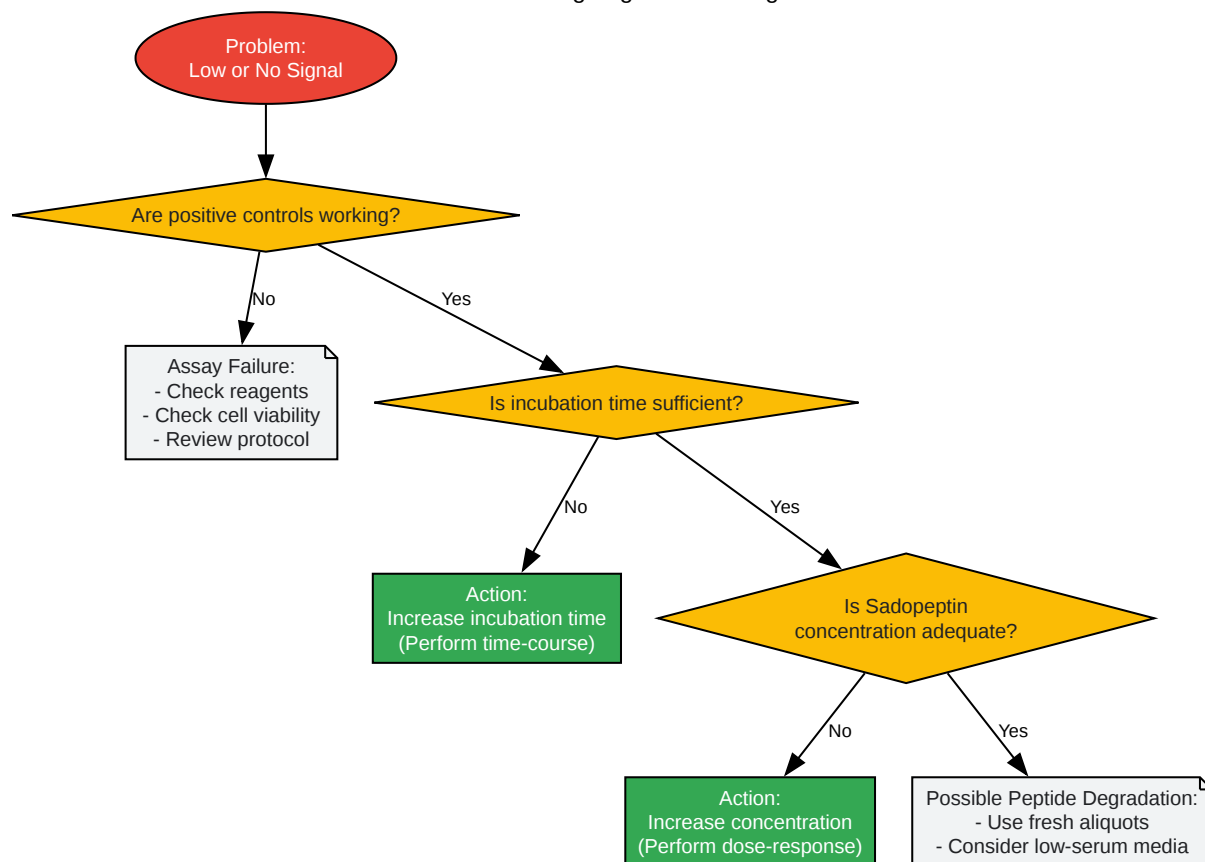 Problem:
Low or No Signal
Are positive controls working?
No
Yes
Assay Failure:
- Check reagents
- Check cell viability
- Review protocol
Is incubation time sufficient?
No
Yes
Action:
Increase incubation time
(Perform time-course)
Is Sadopeptin
concentration adequate?
No
Yes
Action:
Increase concentration
(Perform dose-response)
Possible Peptide Degradation:
- Use fresh aliquots
- Consider low-serum media